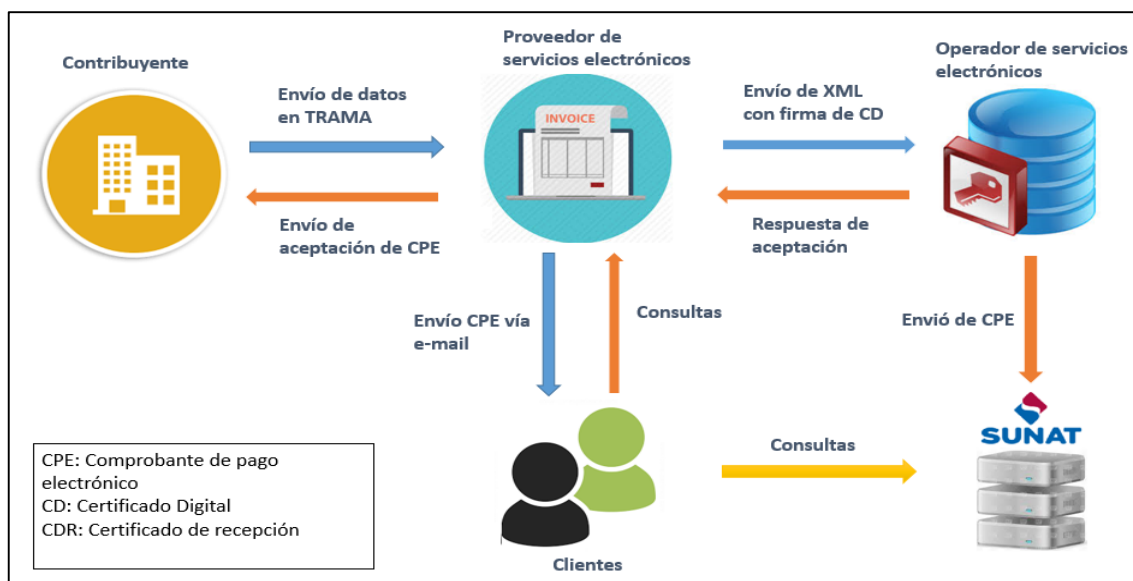 Contribuyente
Proveedor de
servicios electrónicos
Operador de servicios
electrónicos
Envío de datos
en TRAMA
INVOICE
Envío de XML
con firma de CD
Envío de
aceptación de CPE
Respuesta de
aceptación
Envío CPE vía
e-mail
Consultas
Envió de CPE
SUNAT
Consultas
Clientes
CPE: Comprobante de pago
electrónico
CD: Certificado Digital
CDR: Certificado de recepción